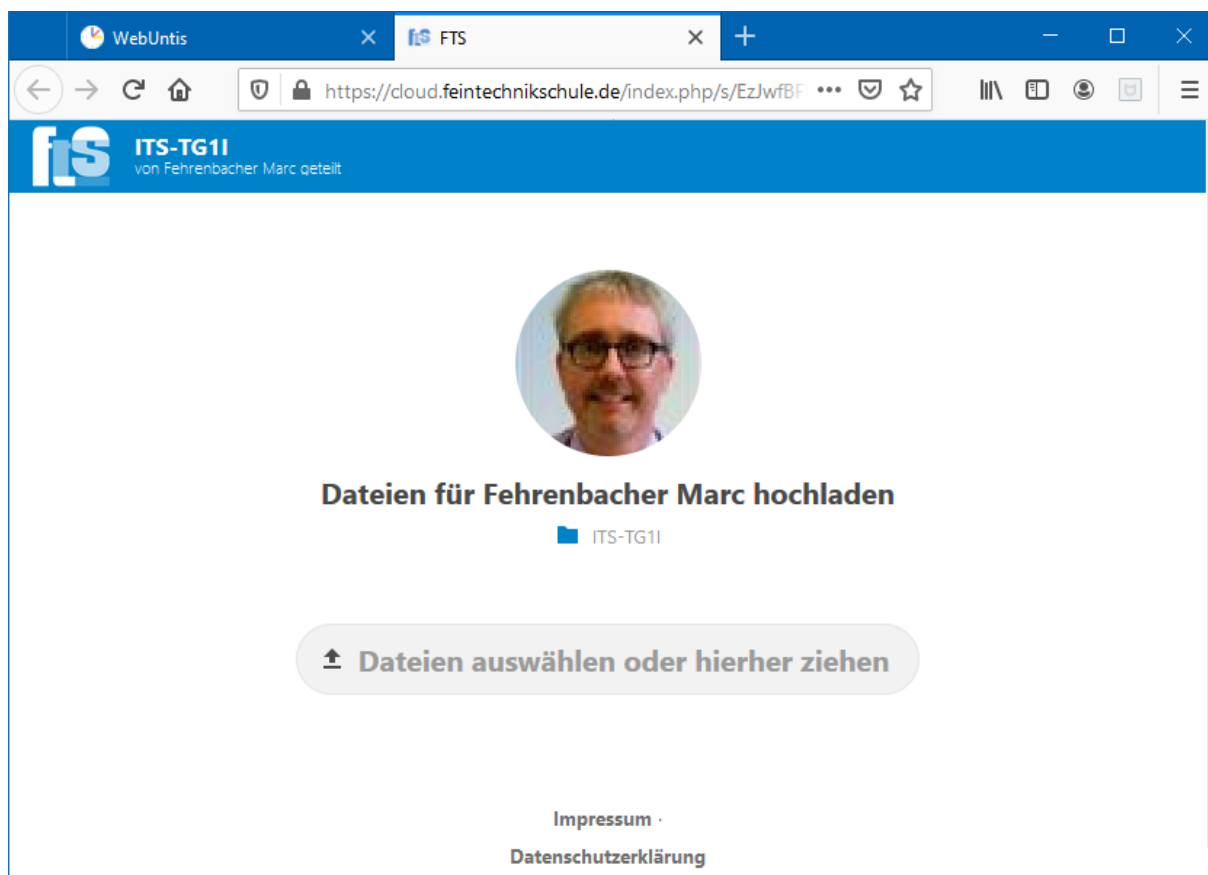 WebUntis
FTS
https://cloud.feintechnikschule.de/index.php/s/EzJwfBF
fts
ITS-TG1I
von Fehrenbacher Marc geteilt
Dateien für Fehrenbacher Marc hochladen
ITS-TG1I
Dateien auswählen oder hierher ziehen
Impressum ·
Datenschutzerklärung